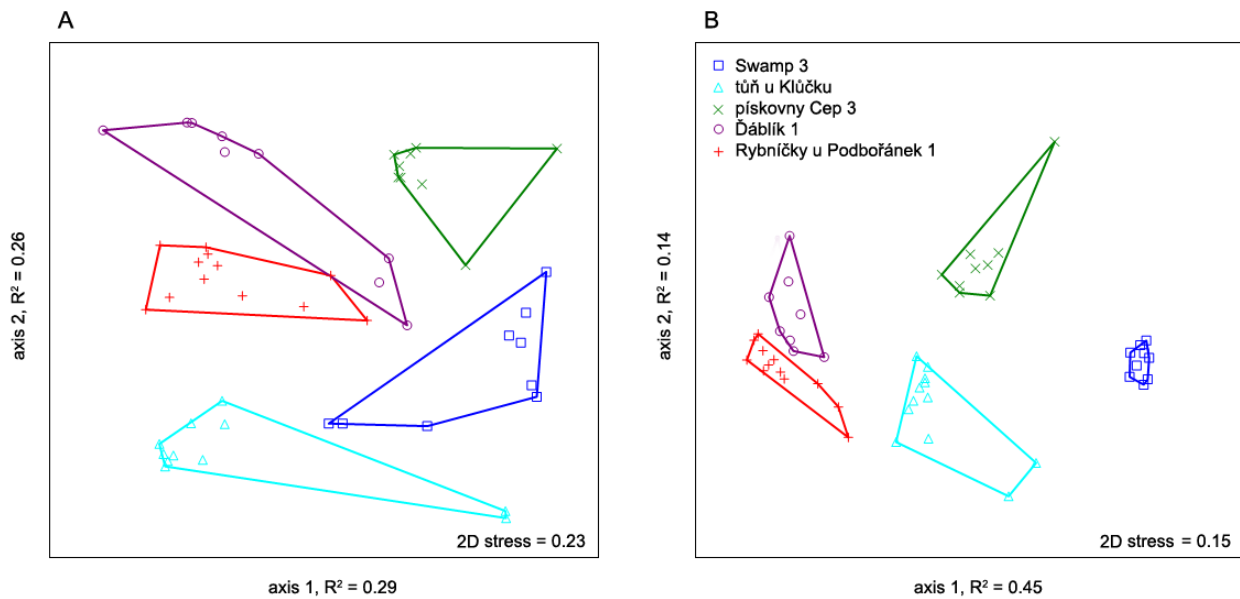 A
axis 2, R² = 0.26
2D stress = 0.23
axis 1, R² = 0.29
B
Swamp 3
tůň u Klůčku
pískovny Cep 3
Ďáblík 1
Rybníčky u Podbořánek 1
axis 2, R² = 0.14
2D stress = 0.15
axis 1, R² = 0.45